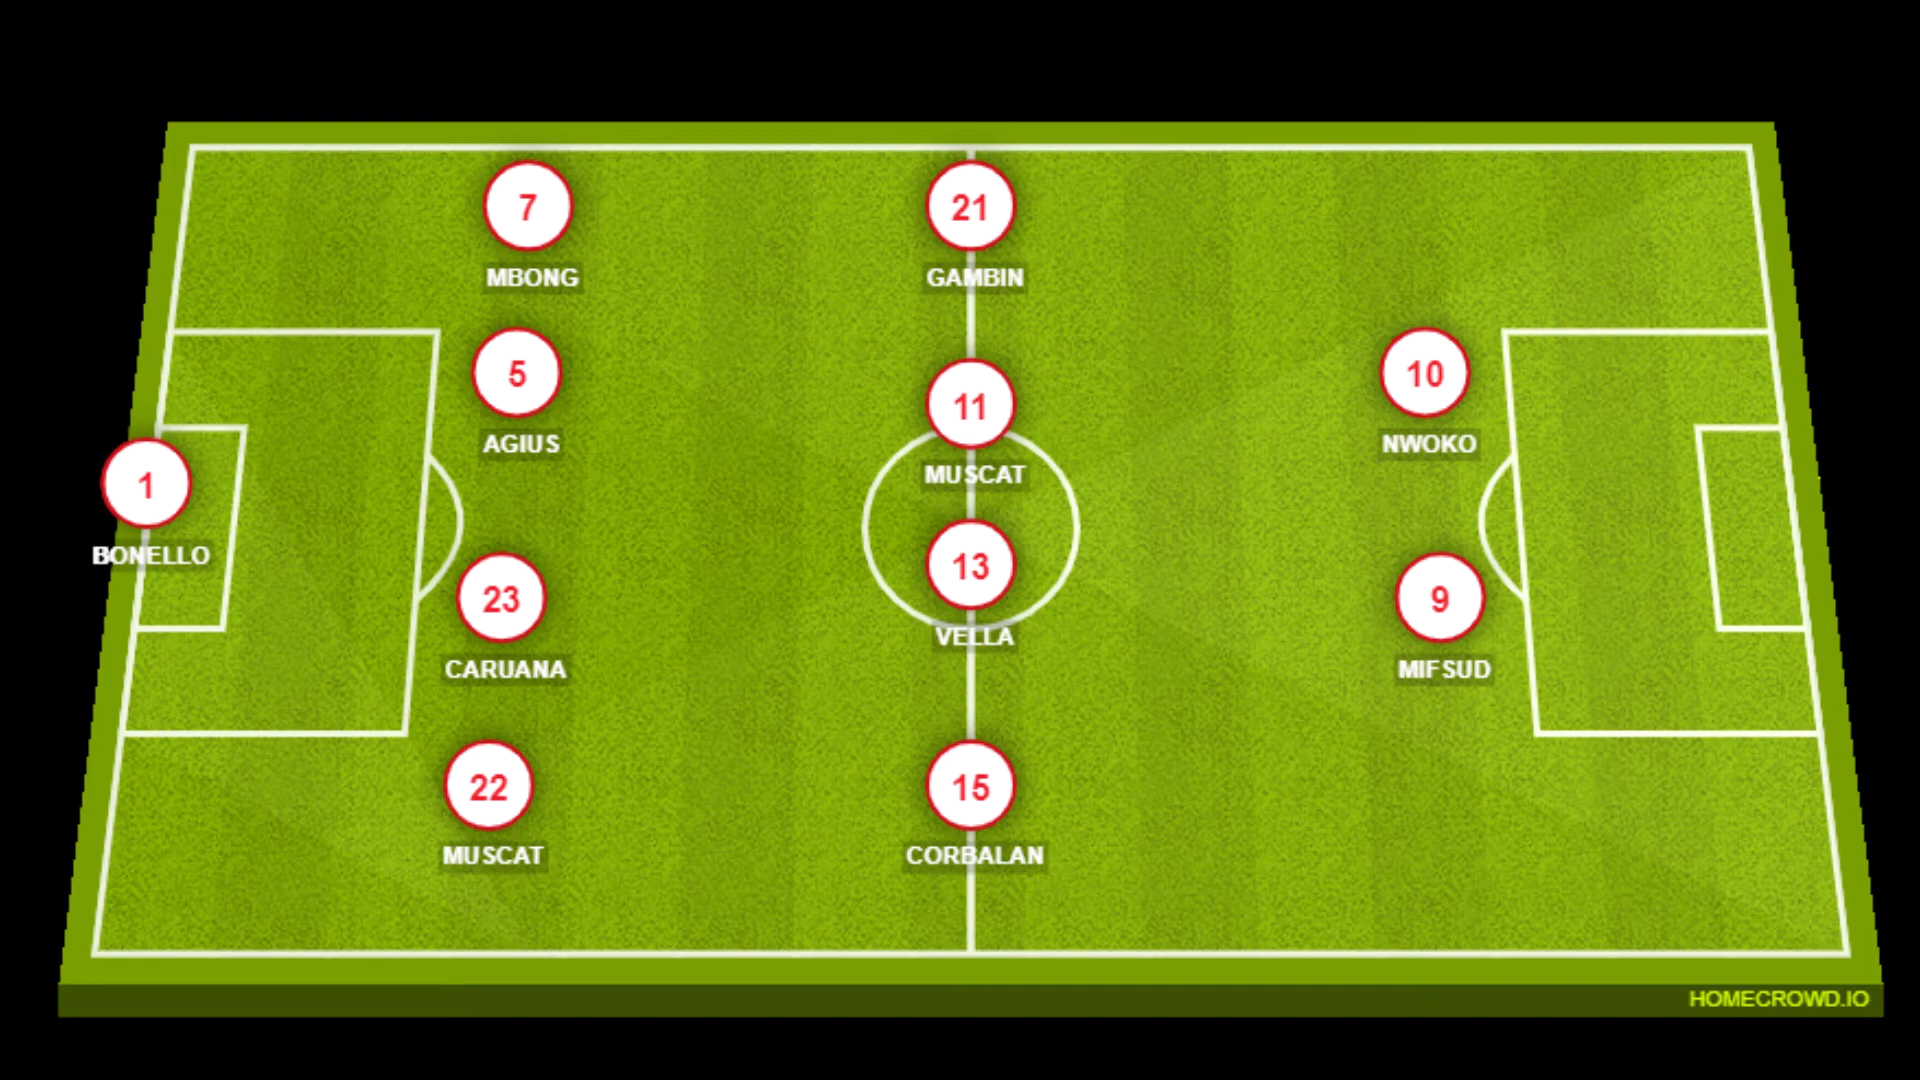 7
MBONG
5
AGIUS
1
BONELLO
23
CARUANA
22
MUSCAT
21
GAMBIN
11
MUSCAT
13
VELLA
15
CORBALAN
10
NWOKO
9
MIFSUD
HOMECROWD.IO